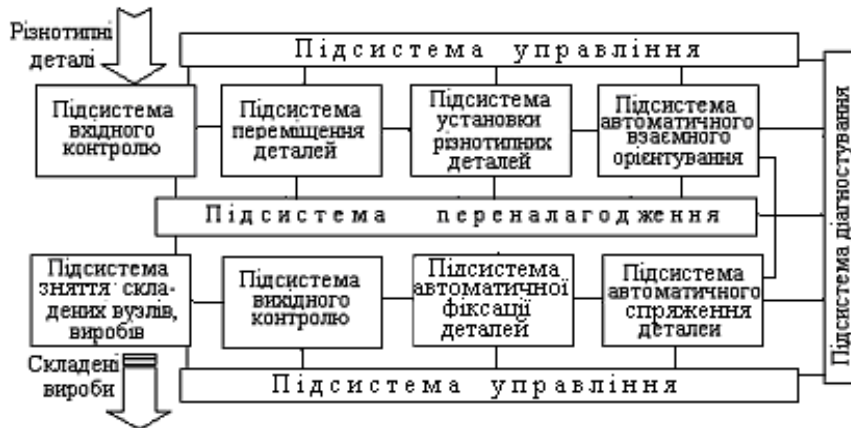 Різнотипні
деталі
Підсистема управління
Підсистема
вхідного
контролю
Підсистема
переміщення
деталей
Підсистема
установки
різнотипних
деталей
Підсистема
автоматичного
взаємного
орієнтування
Підсистема діагностування
Підсистема переналагодження
Підсистема
зняття скла-
дених вузлів,
виробів
Підсистема
вихідного
контролю
Підсистема
автоматичної
фіксації
деталей
Підсистема
автоматичного
спряження
деталей
Складені
вироби
Підсистема управління